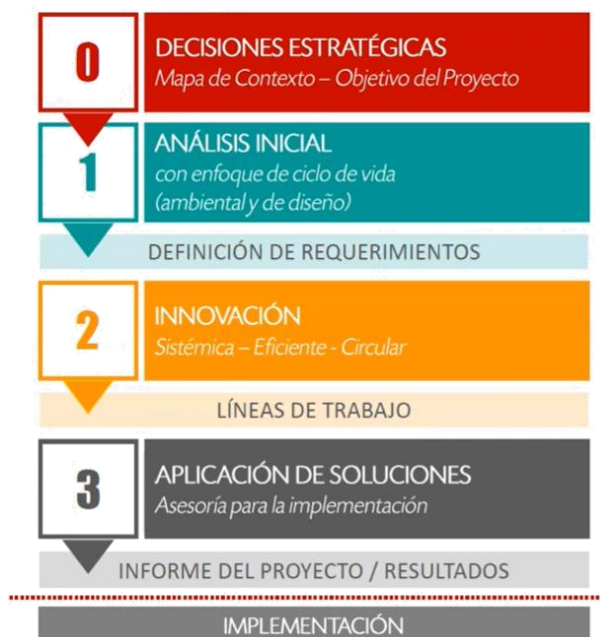 0
DECISIONES ESTRATÉGICAS
Mapa de Contexto – Objetivo del Proyecto
1
ANÁLISIS INICIAL
con enfoque de ciclo de vida
(ambiental y de diseño)
DEFINICIÓN DE REQUERIMIENTOS
2
INNOVACIÓN
Sistémica – Eficiente - Circular
LÍNEAS DE TRABAJO
3
APLICACIÓN DE SOLUCIONES
Asesoría para la implementación
INFORME DEL PROYECTO / RESULTADOS
IMPLEMENTACIÓN